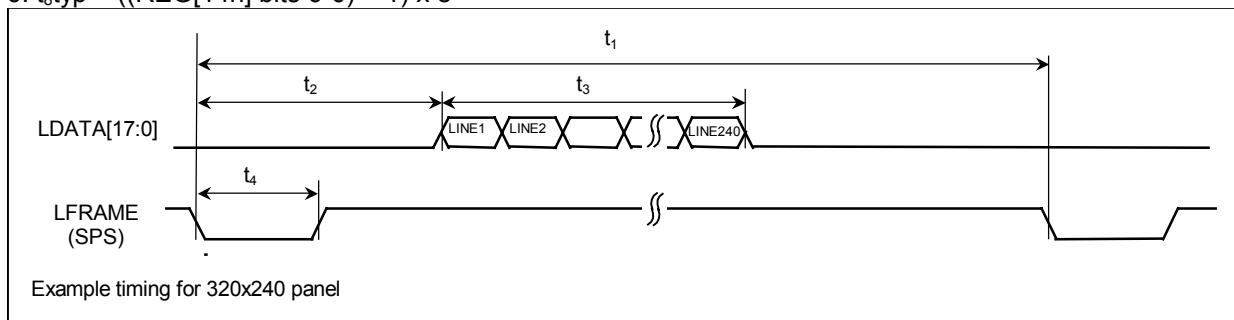 t₁
t₂ t₃
LDATA[17:0] LINE1 LINE2 LINE240
t₄
LFRAME
(SPS)
Example timing for 320x240 panel